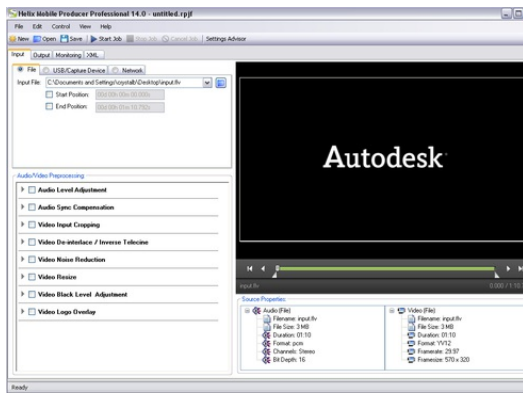 Helix Mobile Producer Professional 14.0 - untitled.rpjf
File Edit Control View Help
New Open Save Start Job Stop Job Cancel Job Settings Advisor
Input Output Monitoring XML
File USB/Capture Device Network
Input File: C:\Documents and Settings\oystalb\Desktop\input.flv
Start Position:
End Position:
Audio/Video Preprocessing
Audio Level Adjustment
Audio Sync Compensation
Video Input Cropping
Video De-interlace / Inverse Telecine
Video Noise Reduction
Video Resize
Video Black Level Adjustment
Video Logo Overlay
Autodesk
input.flv
Source Properties
Audio (File)
Filename: input.flv
File Size: 3 MB
Duration: 01:10
Format: pcm
Channels: Stereo
Bit Depth: 16
Video (File)
Filename: input.flv
File Size: 3 MB
Duration: 01:10
Format: YV12
Framerate: 29.97
Framesize: 570 x 320
Ready